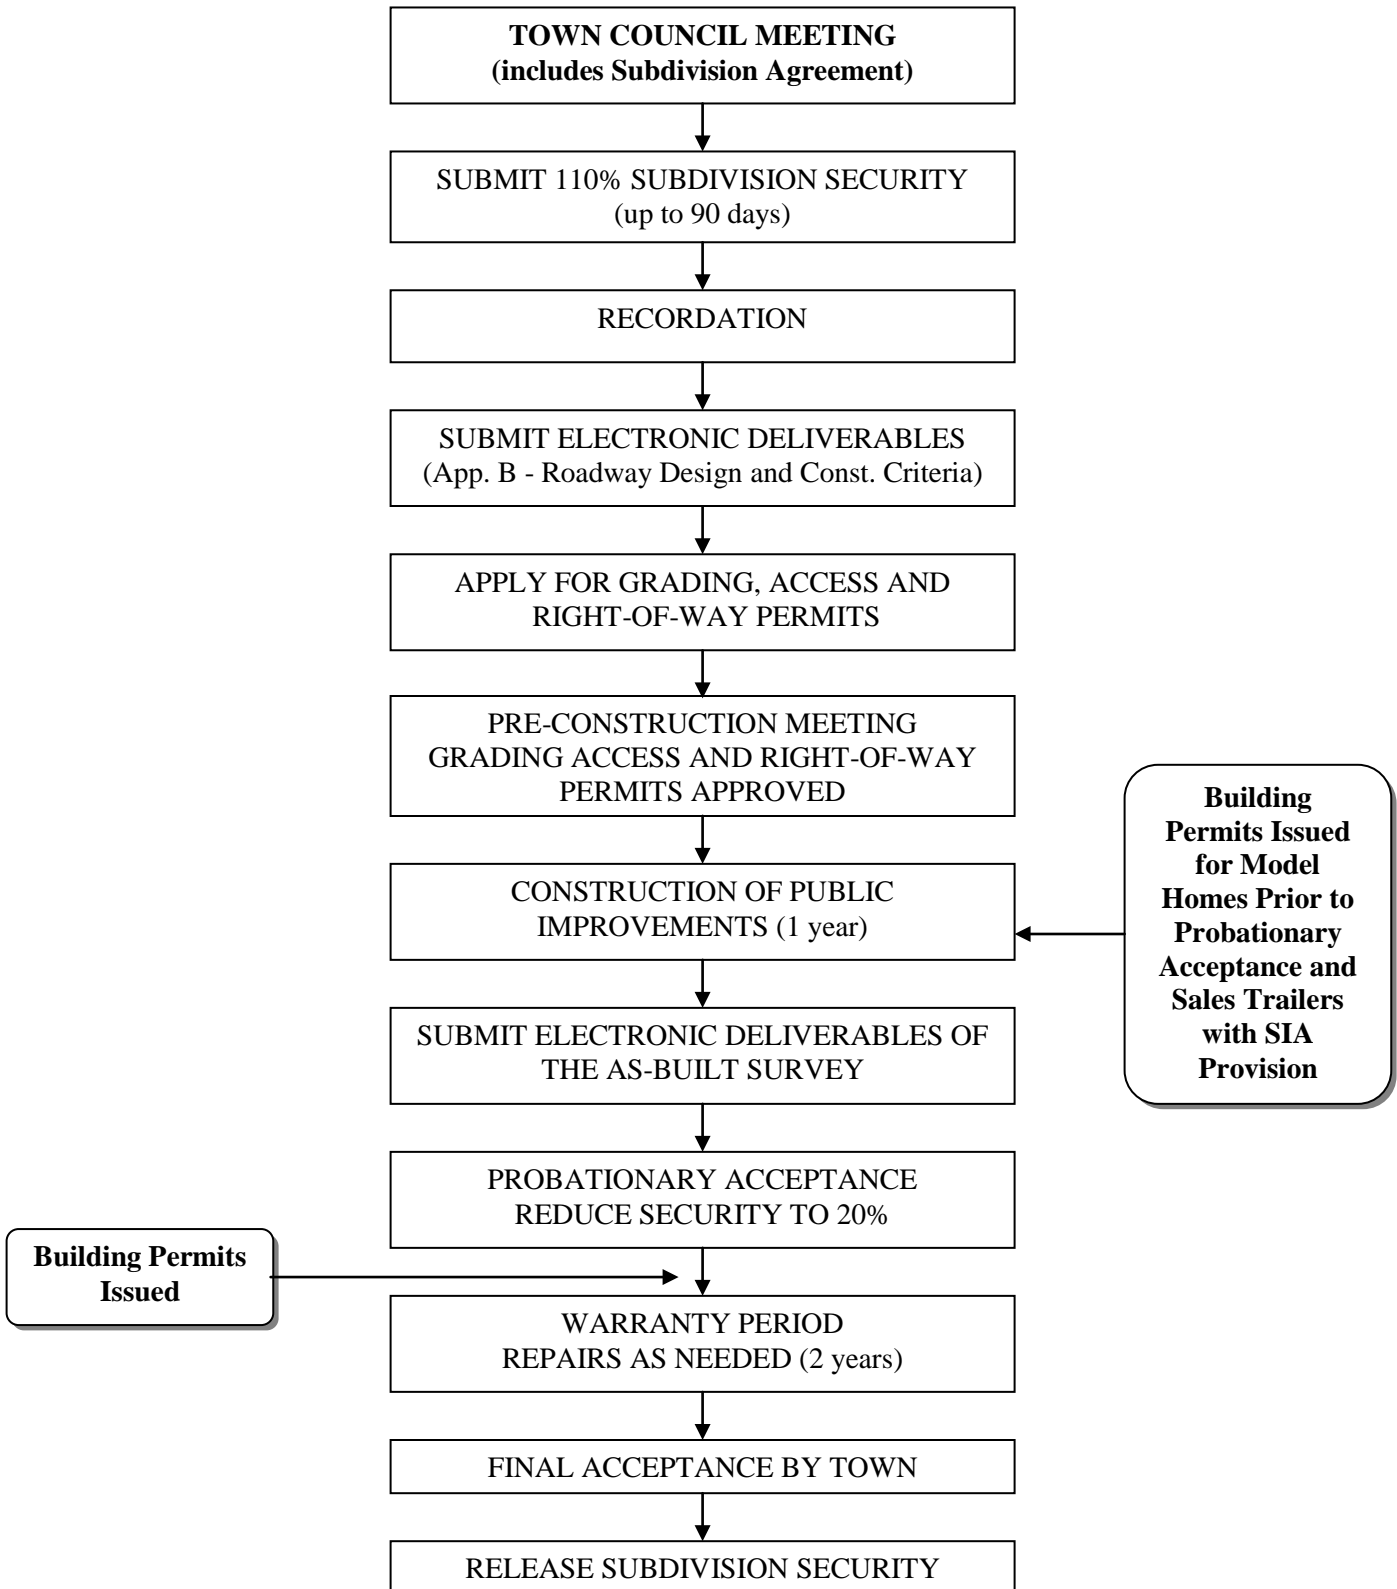 TOWN COUNCIL MEETING
(includes Subdivision Agreement)
SUBMIT 110% SUBDIVISION SECURITY
(up to 90 days)
RECORDATION
SUBMIT ELECTRONIC DELIVERABLES
(App. B - Roadway Design and Const. Criteria)
APPLY FOR GRADING, ACCESS AND
RIGHT-OF-WAY PERMITS
PRE-CONSTRUCTION MEETING
GRADING ACCESS AND RIGHT-OF-WAY
PERMITS APPROVED
CONSTRUCTION OF PUBLIC
IMPROVEMENTS (1 year)
Building
Permits Issued
for Model
Homes Prior to
Probationary
Acceptance and
Sales Trailers
with SIA
Provision
SUBMIT ELECTRONIC DELIVERABLES OF
THE AS-BUILT SURVEY
PROBATIONARY ACCEPTANCE
REDUCE SECURITY TO 20%
Building Permits
Issued
WARRANTY PERIOD
REPAIRS AS NEEDED (2 years)
FINAL ACCEPTANCE BY TOWN
RELEASE SUBDIVISION SECURITY